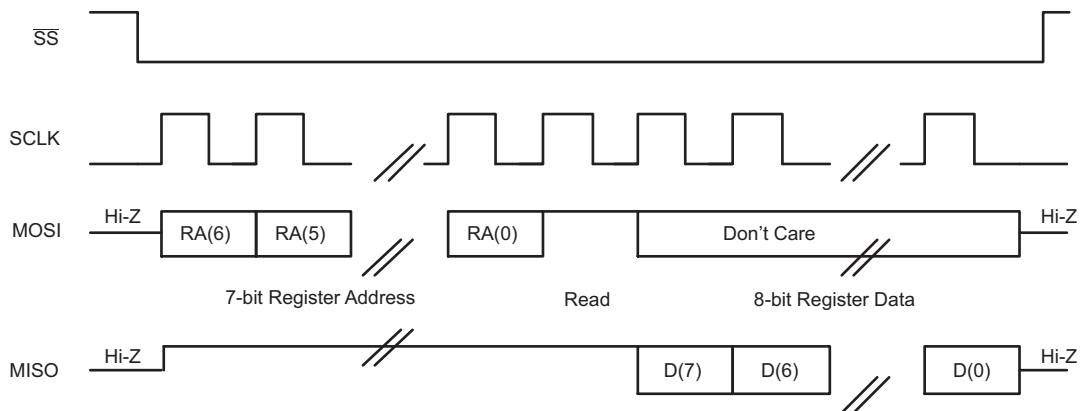 SS
SCLK
Hi-Z
Hi-Z
MOSI
RA(6)
RA(5)
RA(0)
Don't Care
7-bit Register Address
Read
8-bit Register Data
Hi-Z
Hi-Z
MISO
D(7)
D(6)
D(0)